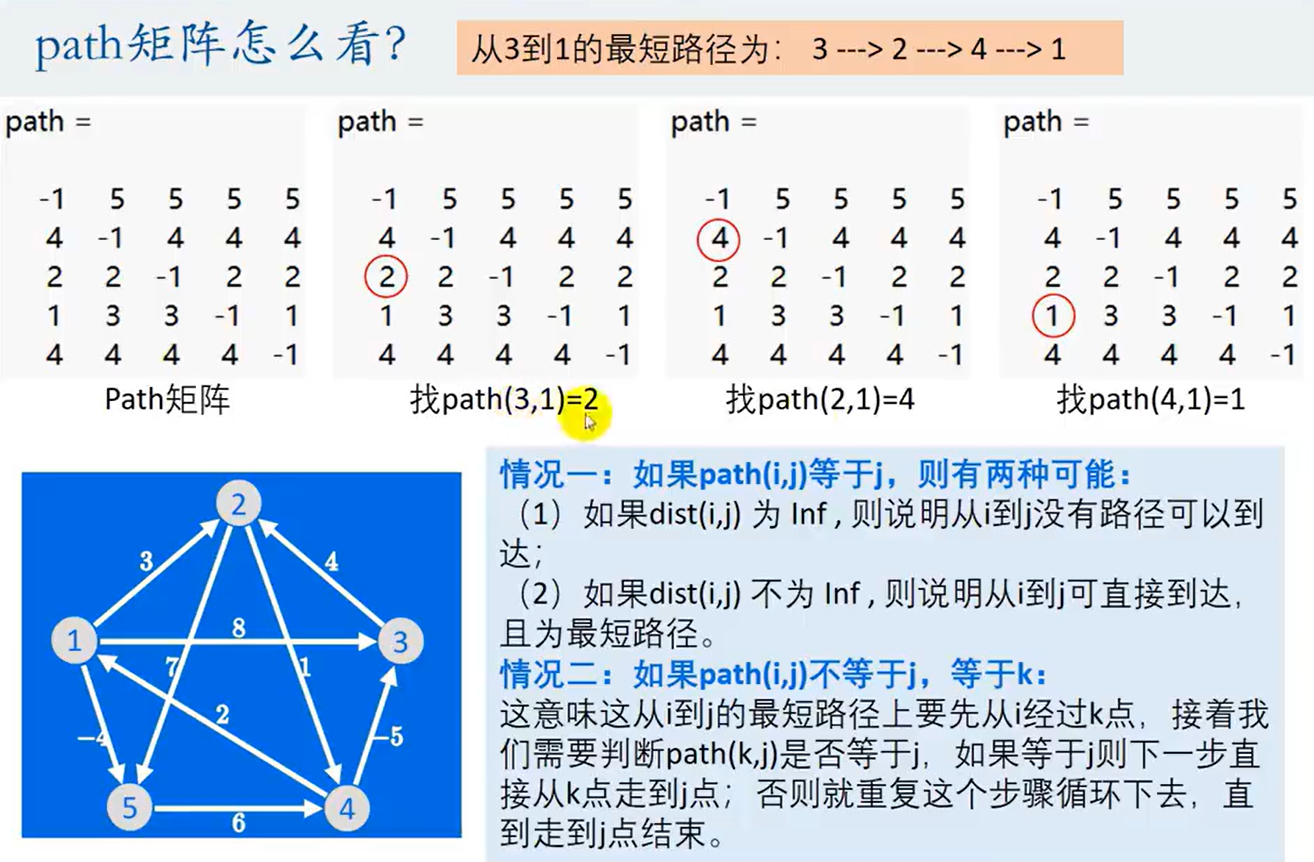 path矩阵怎么看？
从3到1的最短路径为： 3 ---> 2 ---> 4 ---> 1
path =
-1 5 5 5 5
4 -1 4 4 4
2 2 -1 2 2
1 3 3 -1 1
4 4 4 4 -1
Path矩阵
path =
-1 5 5 5 5
4 -1 4 4 4
2 2 -1 2 2
1 3 3 -1 1
4 4 4 4 -1
找path(3,1)=2
path =
-1 5 5 5 5
4 -1 4 4 4
2 2 -1 2 2
1 3 3 -1 1
4 4 4 4 -1
找path(2,1)=4
path =
-1 5 5 5 5
4 -1 4 4 4
2 2 -1 2 2
1 3 3 -1 1
4 4 4 4 -1
找path(4,1)=1
2
3
4
1
8
3
7
1
2
-4
-5
5
6
4
情况一：如果path(i,j)等于j，则有两种可能：
（1）如果dist(i,j) 为 Inf , 则说明从i到j没有路径可以到
达；
（2）如果dist(i,j) 不为 Inf , 则说明从i到j可直接到达，
且为最短路径。
情况二：如果path(i,j)不等于j，等于k：
这意味这从i到j的最短路径上要先从i经过k点，接着我
们需要判断path(k,j)是否等于j，如果等于j则下一步直
接从k点走到j点；否则就重复这个步骤循环下去，直
到走到j点结束。